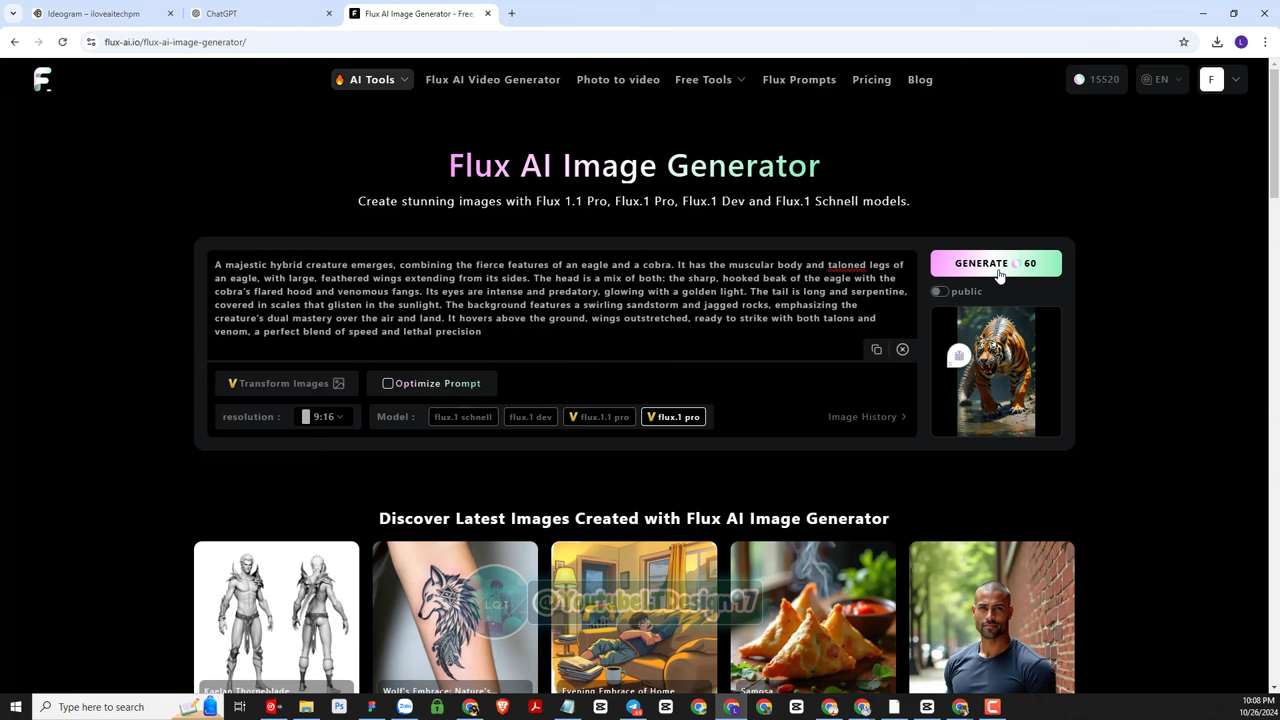 Ideogram – iloveaitechpm
ChatGPT
Flux AI Image Generator - Free
flux-ai.io/flux-ai-image-generator/
AI Tools
Flux AI Video Generator
Photo to video
Free Tools
Flux Prompts
Pricing
Blog
15520
EN
F
Flux AI Image Generator
Create stunning images with Flux 1.1 Pro, Flux.1 Pro, Flux.1 Dev and Flux.1 Schnell models.
A majestic hybrid creature emerges, combining the fierce features of an eagle and a cobra. It has the muscular body and taloned legs of
an eagle, with large, feathered wings extending from its sides. The head is a mix of both: the sharp, hooked beak of the eagle with the
cobra's flared hood and venomous fangs. Its eyes are intense and predatory, glowing with a golden light. The tail is long and serpentine,
covered in scales that glisten in the sunlight. The background features a swirling sandstorm and jagged rocks, emphasizing the
creature's dual mastery over the air and land. It hovers above the ground, wings outstretched, ready to strike with both talons and
venom, a perfect blend of speed and lethal precision
GENERATE 60
public
Transform Images
Optimize Prompt
resolution :
9:16
Model :
flux.1 schnell
flux.1 dev
flux.1.1 pro
flux.1 pro
Image History
Discover Latest Images Created with Flux AI Image Generator
L.Q.T
@YoutubeLTDesign47
Kaelan Thorneblade
Wolf's Embrace: Nature's...
Evening Embrace of Home
Samosa
Type here to search
10:08 PM
10/26/2024